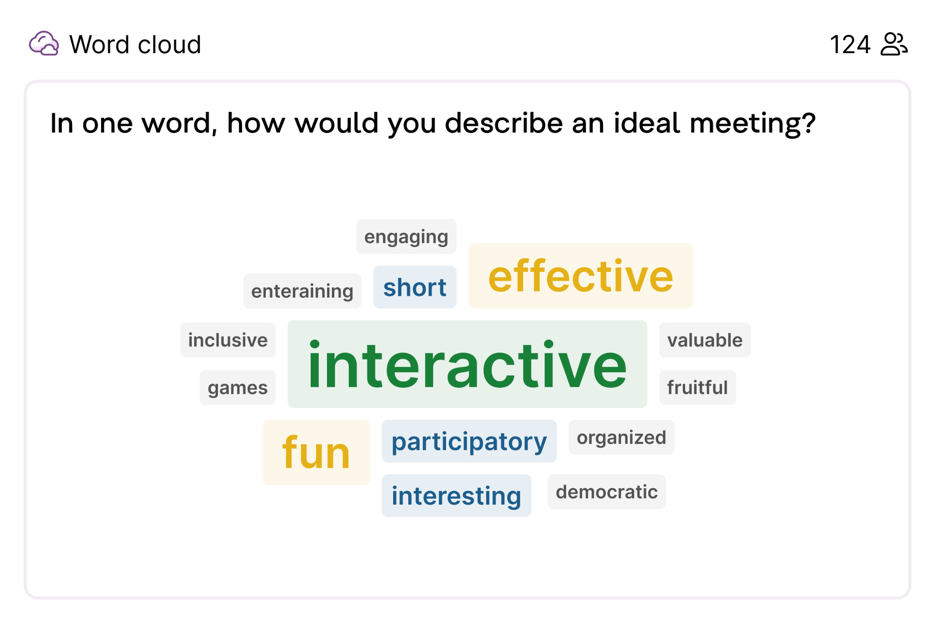 Word cloud
124
In one word, how would you describe an ideal meeting?
engaging
effective
enteraining
short
inclusive
interactive
valuable
games
fruitful
fun
participatory
organized
interesting
democratic